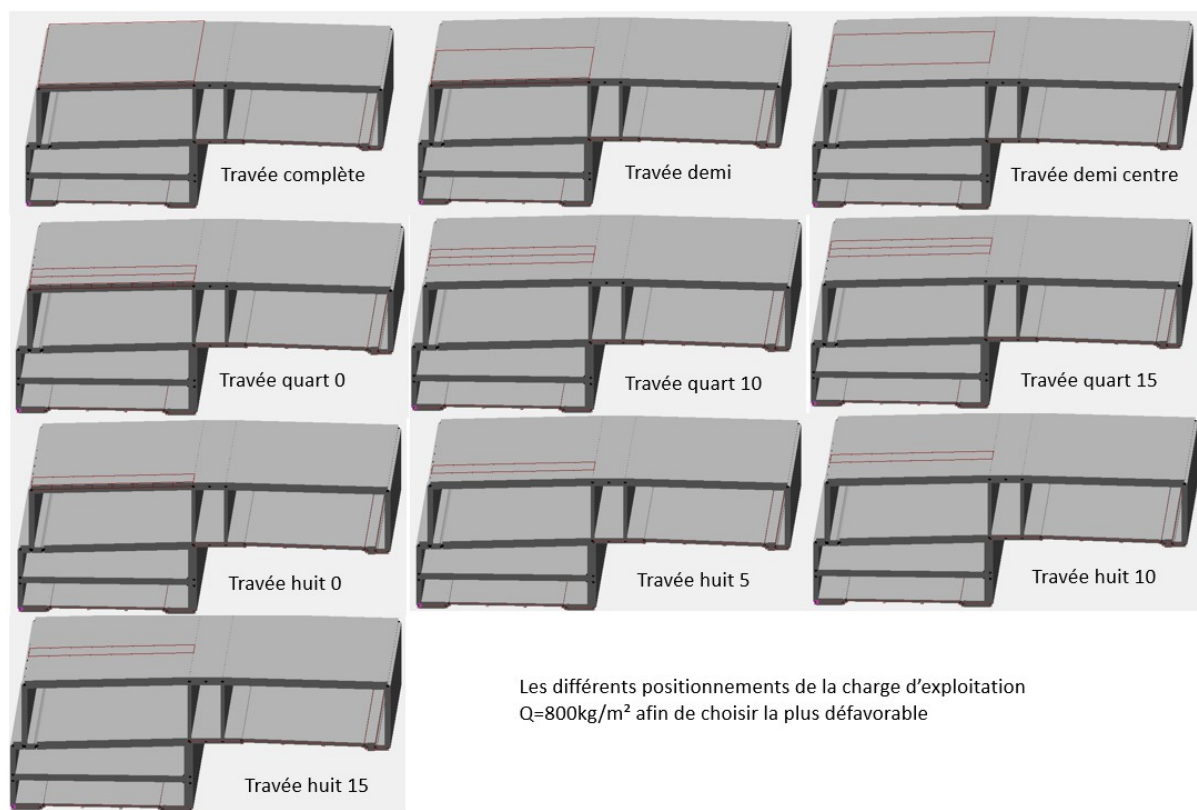 Travée complète
Travée demi
Travée demi centre
Travée quart 0
Travée quart 10
Travée quart 15
Travée huit 0
Travée huit 5
Travée huit 10
Travée huit 15
Les différents positionnements de la charge d’exploitation
Q=800kg/m² afin de choisir la plus défavorable